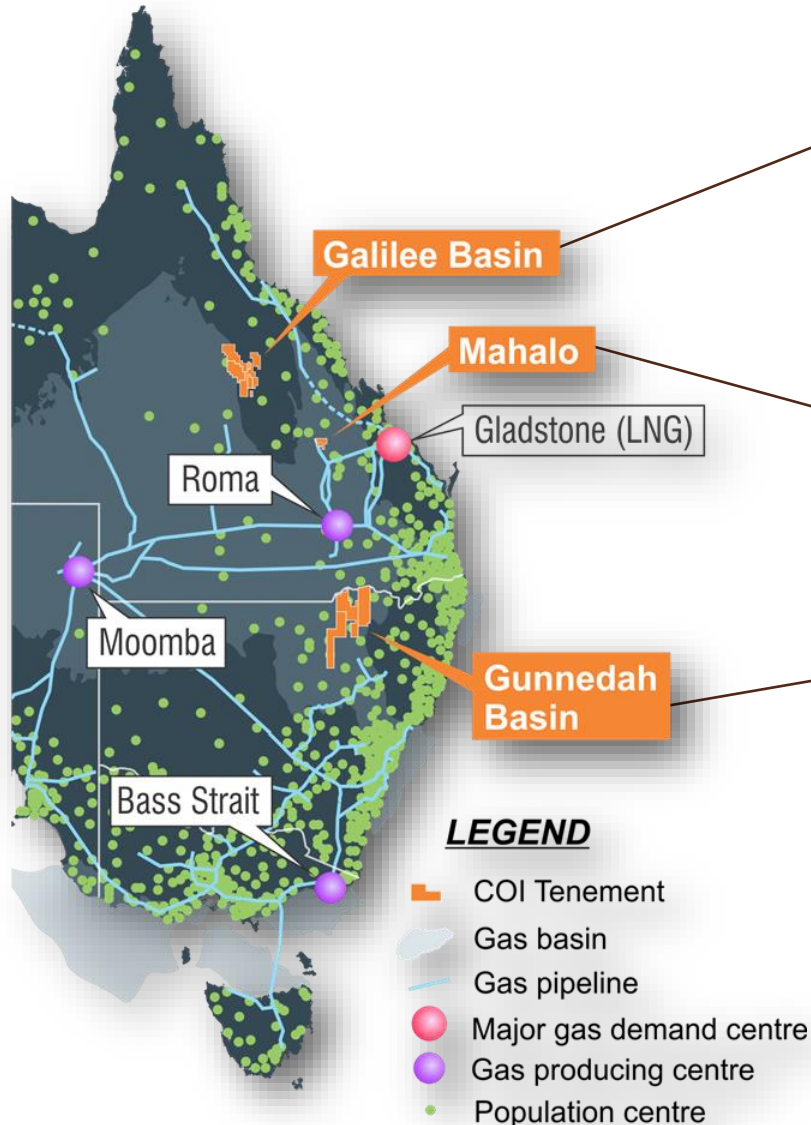 Galilee Basin
Mahalo
Gladstone (LNG)
Roma
Moomba
Gunnedah
Basin
Bass Strait
LEGEND
COI Tenement
Gas basin
Gas pipeline
Major gas demand centre
Gas producing centre
Population centre